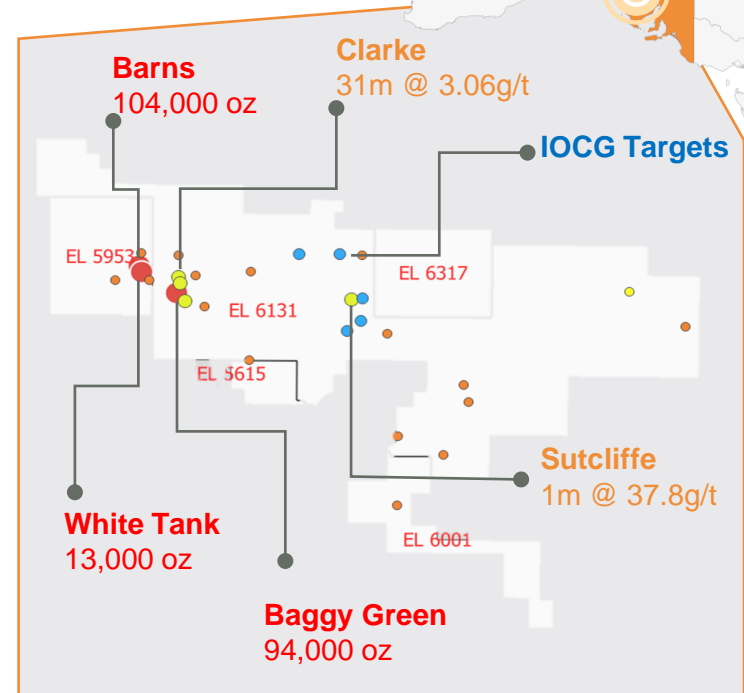 Clarke
31m @ 3.06g/t
Barns
104,000 oz
IOCG Targets
EL 5953
EL 6317
EL 6131
EL 5615
Sutcliffe
1m @ 37.8g/t
White Tank
13,000 oz
EL 6001
Baggy Green
94,000 oz